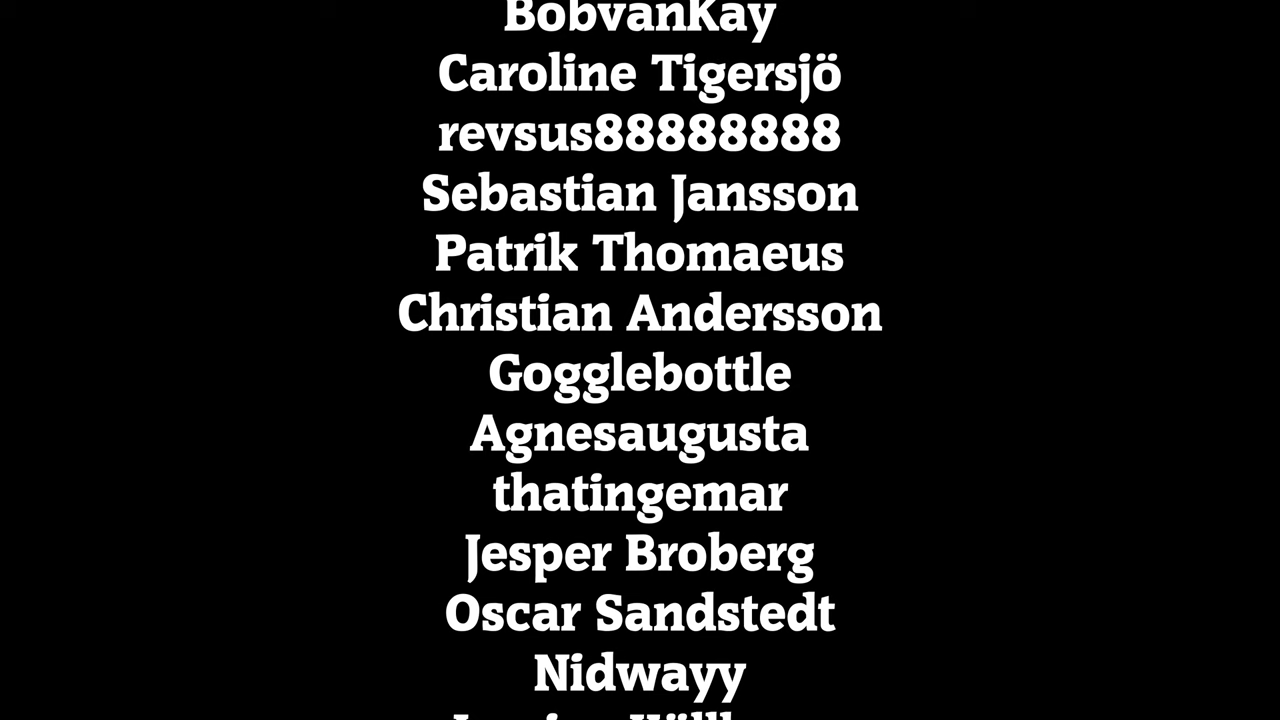 BobvanKay
Caroline Tigersjö
revsus88888888
Sebastian Jansson
Patrik Thomaeus
Christian Andersson
Gogglebottle
Agnesaugusta
thatingemar
Jesper Broberg
Oscar Sandstedt
Nidwayy